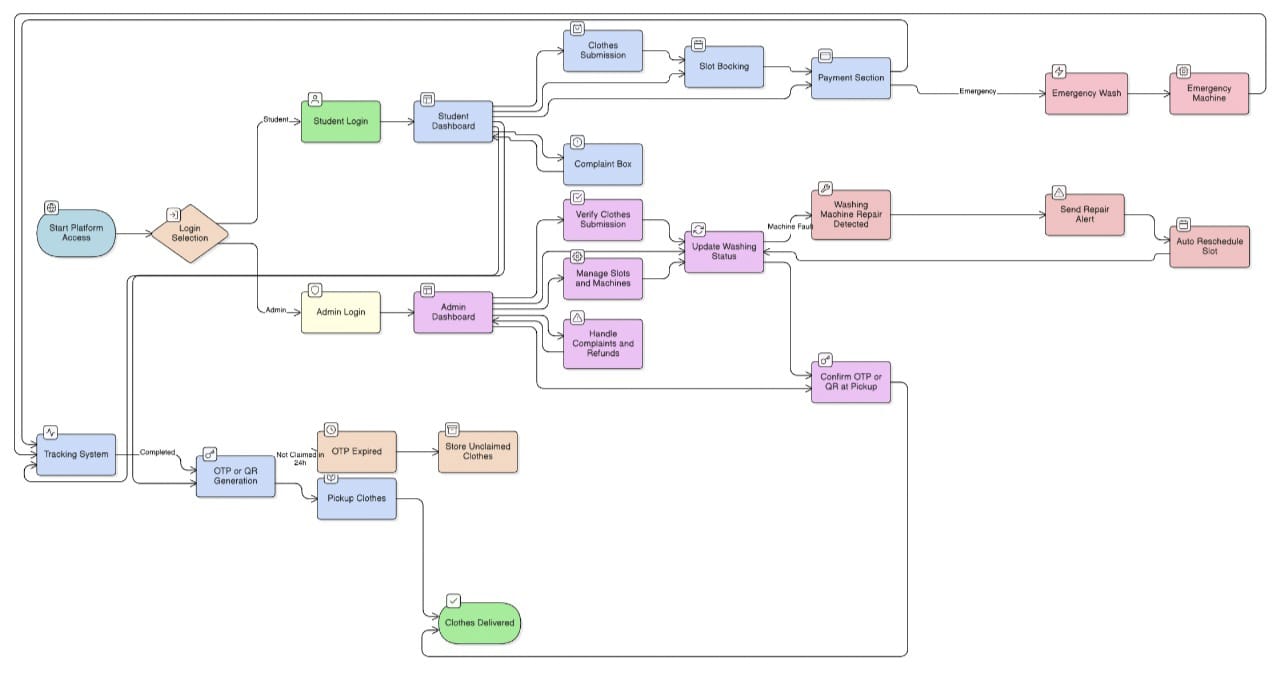 Clothes
Submission
Slot Booking
Payment Section
Emergency
Emergency Wash
Emergency
Machine
Student
Student Login
Student
Dashboard
Complaint Box
Start Platform
Access
Login
Selection
Verify Clothes
Submission
Update Washing
Status
Machine Fault
Washing
Machine Repair
Detected
Send Repair
Alert
Auto Reschedule
Slot
Manage Slots
and Machines
Admin
Admin Login
Admin
Dashboard
Handle
Complaints and
Refunds
Confirm OTP or
QR at Pickup
Tracking System
Completed
OTP or QR
Generation
Not Claimed in
24h
OTP Expired
Store Unclaimed
Clothes
Pickup Clothes
Clothes Delivered